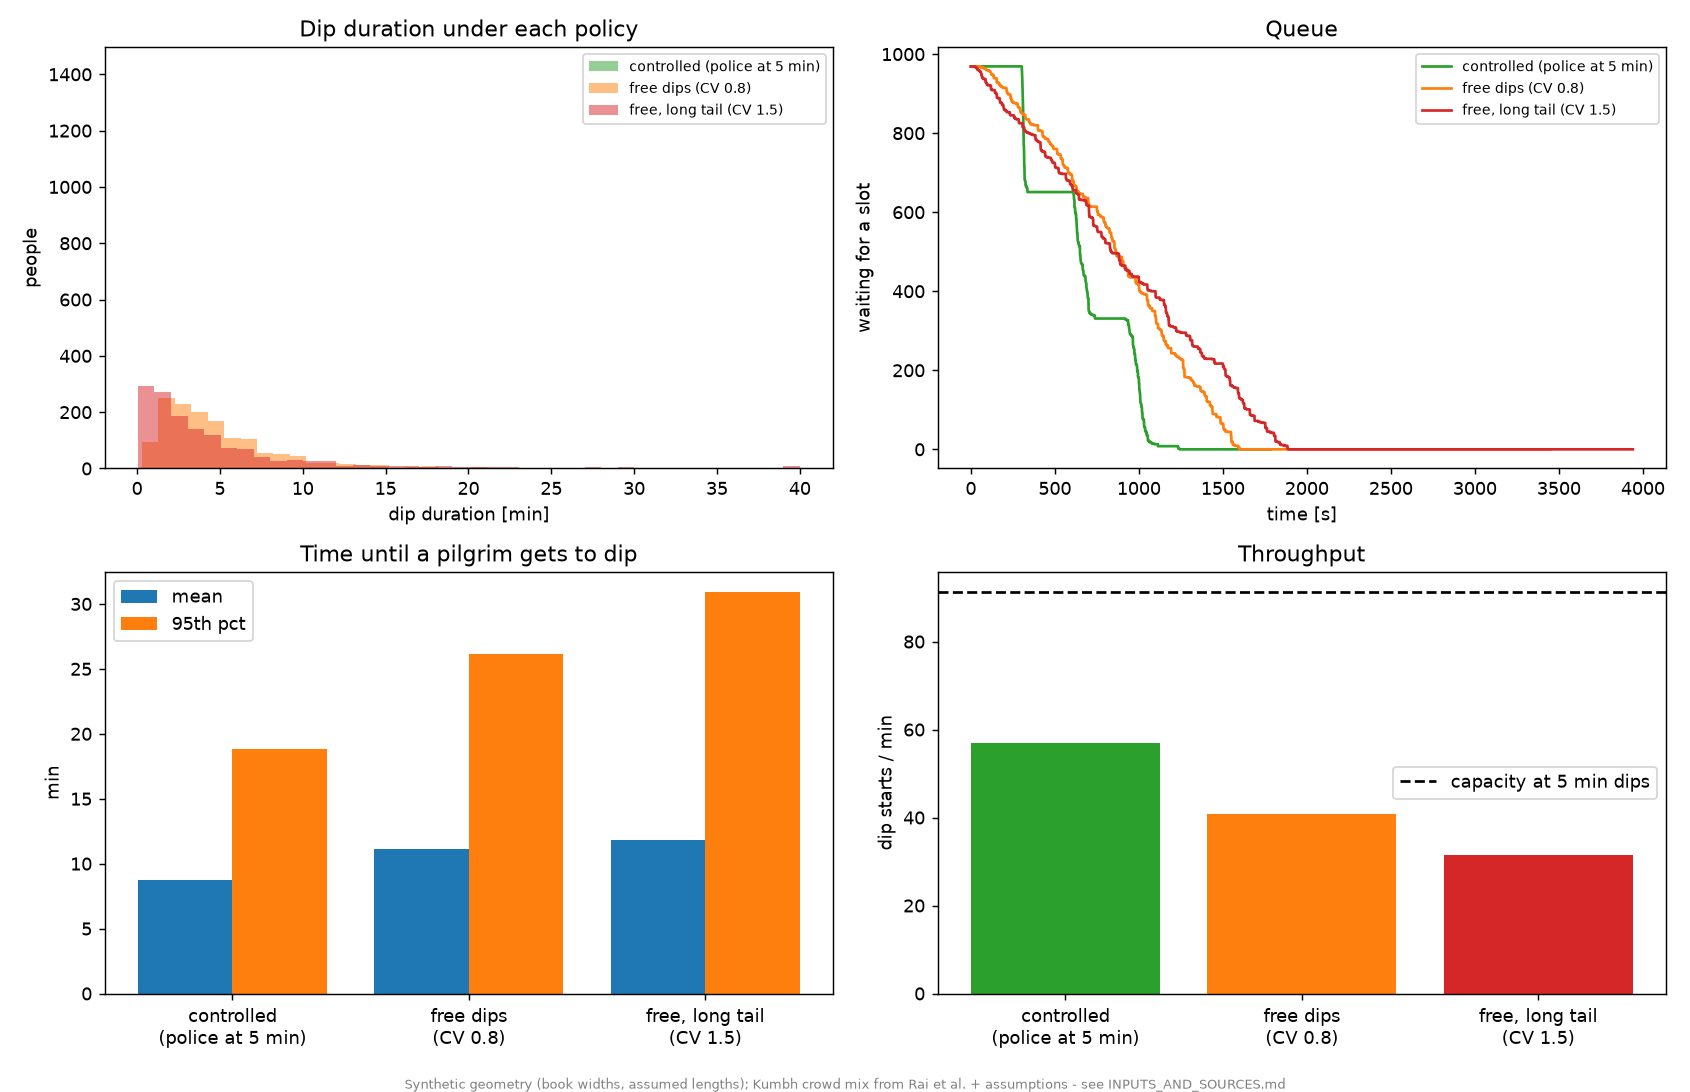 Dip duration under each policy
controlled (police at 5 min)
free dips (CV 0.8)
free, long tail (CV 1.5)
people
1400
1200
1000
800
600
400
200
0
0 5 10 15 20 25 30 35 40
dip duration [min]
Queue
controlled (police at 5 min)
free dips (CV 0.8)
free, long tail (CV 1.5)
waiting for a slot
1000
800
600
400
200
0
0 500 1000 1500 2000 2500 3000 3500 4000
time [s]
Time until a pilgrim gets to dip
mean
95th pct
min
30
25
20
15
10
5
0
controlled
(police at 5 min)
free dips
(CV 0.8)
free, long tail
(CV 1.5)
Throughput
capacity at 5 min dips
dip starts / min
80
60
40
20
0
controlled
(police at 5 min)
free dips
(CV 0.8)
free, long tail
(CV 1.5)
Synthetic geometry (book widths, assumed lengths); Kumbh crowd mix from Rai et al. + assumptions - see INPUTS_AND_SOURCES.md